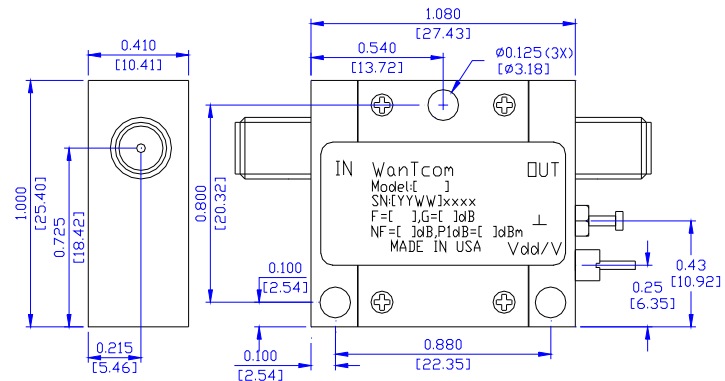 1.080
[27.43]
0.410
[10.41]
0.540
[13.72]
Ø0.125(3X)
[Ø3.18]
IN
WanTcom
OUT
Model:[ ]
SN:[YYWW]xxxx
F=[ ],G=[ ]dB
NF=[ ]dB,P1dB=[ ]dBm
MADE IN USA
⊥
Vdd/V
1.000
[25.40]
0.725
[18.42]
0.800
[20.32]
0.100
[2.54]
0.43
[10.92]
0.25
[6.35]
0.215
[5.46]
0.100
[2.54]
0.880
[22.35]